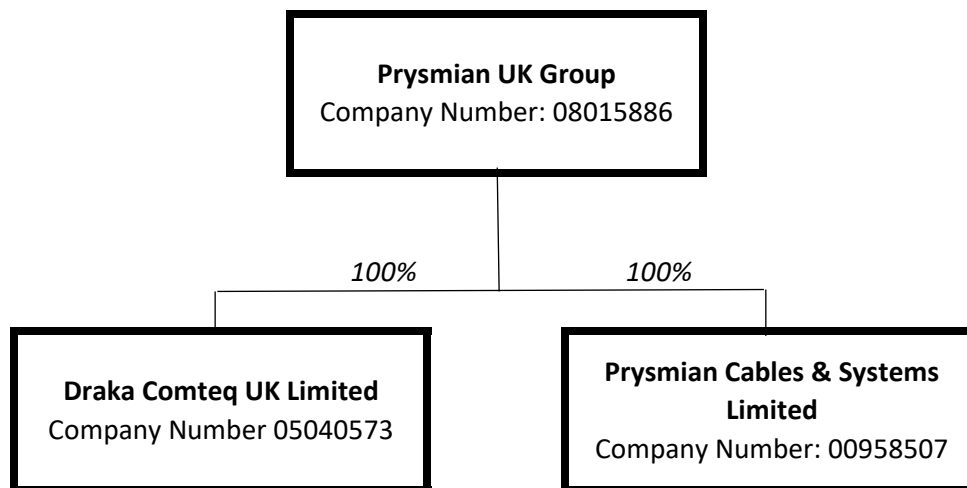 Prysmian UK Group
Company Number: 08015886
100%
100%
Draka Comteq UK Limited
Company Number 05040573
Prysmian Cables & Systems
Limited
Company Number: 00958507